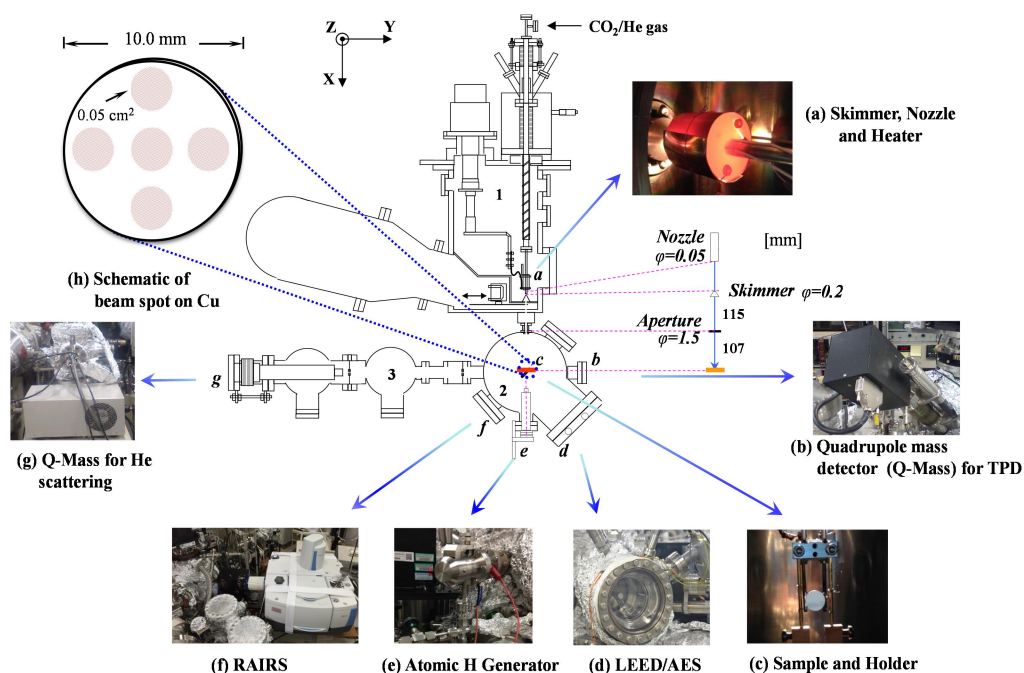 10.0 mm
0.05 cm²
(h) Schematic of
beam spot on Cu
Z
Y
X
CO₂/He gas
(a) Skimmer, Nozzle
and Heater
1
a
Nozzle
φ=0.05
[mm]
Skimmer φ=0.2
115
Aperture
φ=1.5
107
g
3
2
c
b
f
e
d
(g) Q-Mass for He
scattering
(b) Quadrupole mass
detector (Q-Mass) for TPD
(f) RAIRS
(e) Atomic H Generator
(d) LEED/AES
(c) Sample and Holder